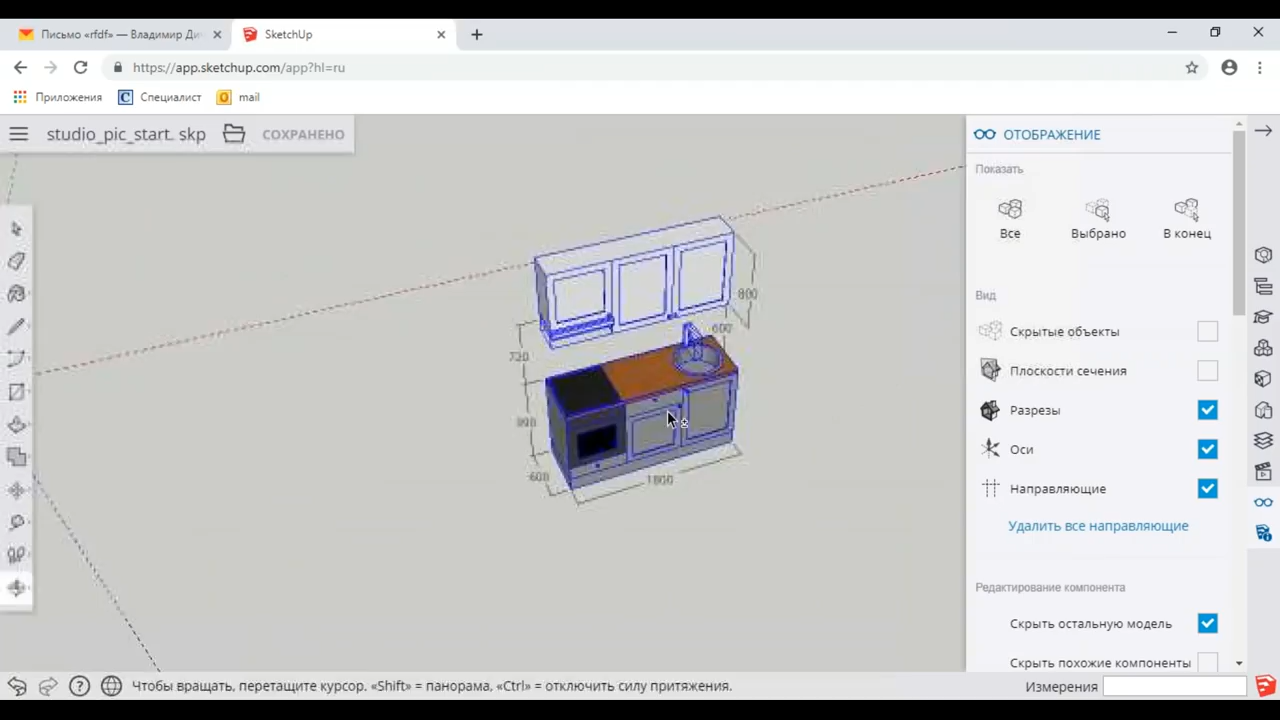 Письмо «rfdf» — Владимир Ди
SketchUp
https://app.sketchup.com/app?hl=ru
Приложения
Специалист
mail
studio_pic_start. skp
СОХРАНЕНО
ОТОБРАЖЕНИЕ
Показать
Все
Выбрано
В конец
Вид
Скрытые объекты
Плоскости сечения
Разрезы
Оси
Направляющие
Удалить все направляющие
Редактирование компонента
Скрыть остальную модель
Скрыть похожие компоненты
800
600
720
600
1800
Чтобы вращать, перетащите курсор. «Shift» = панорама, «Ctrl» = отключить силу притяжения.
Измерения